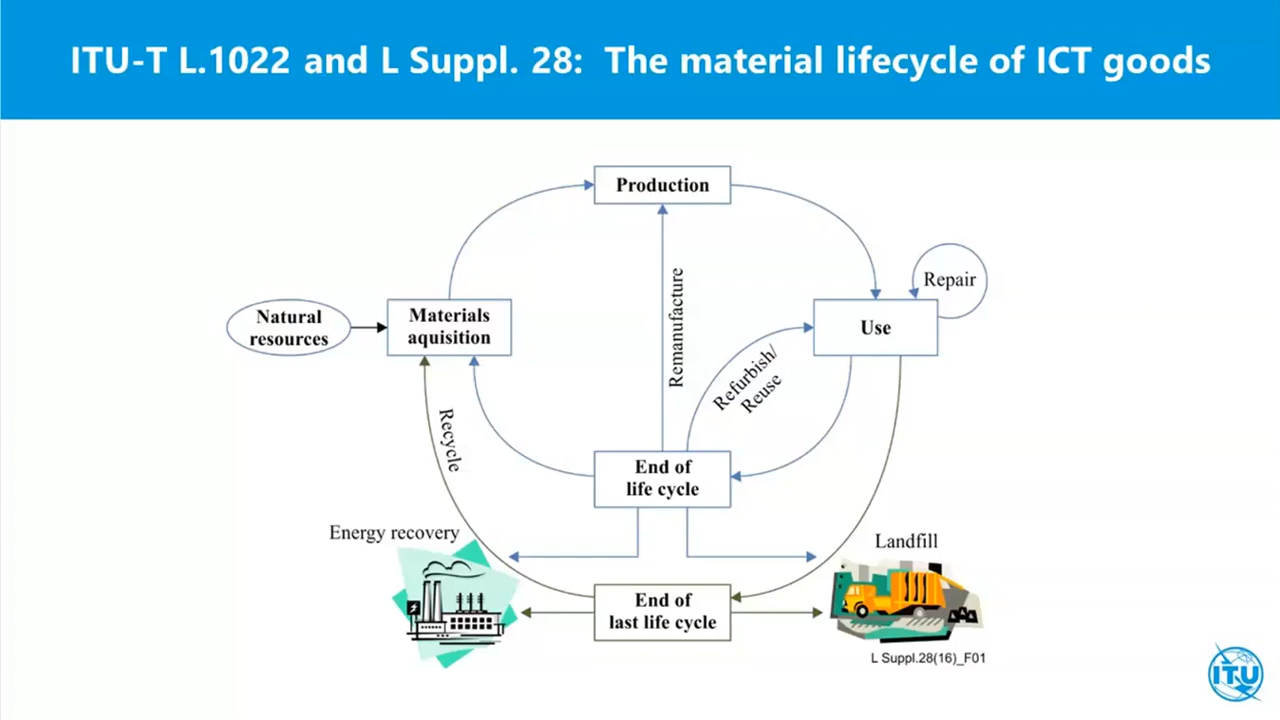 ITU-T L.1022 and L Suppl. 28: The material lifecycle of ICT goods
Production
Repair
Natural
resources
Materials
aquisition
Use
Remanufacture
Refurbish/
Reuse
Recycle
End of
life cycle
Energy recovery
Landfill
End of
last life cycle
L Suppl.28(16)_F01
ITU